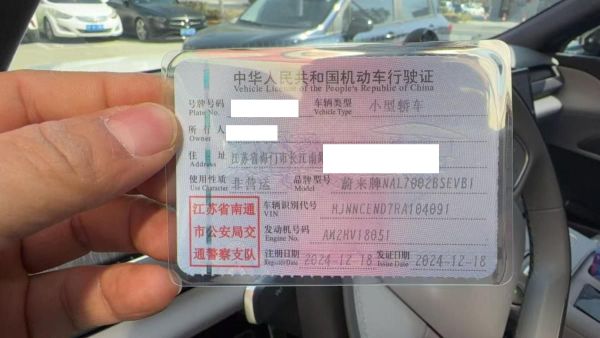 中华人民共和国机动车行驶证
Vehicle License of the People's Republic of China
号牌号码 车辆类型 小型轿车
Plate No. Vehicle Type
所有人
Owner
住址 江苏省海门市长江南路
Address
使用性质 非营运 品牌型号 蔚来牌NAL7002BSEVB1
Use Character Model
江苏省南通
市公安局交
通警察支队
车辆识别代号 HJNNCEND7RA104091
VIN
发动机号码 AM2HV18051
Engine No.
注册日期 2024-12-18 发证日期 2024-12-18
Register Date Issue Date